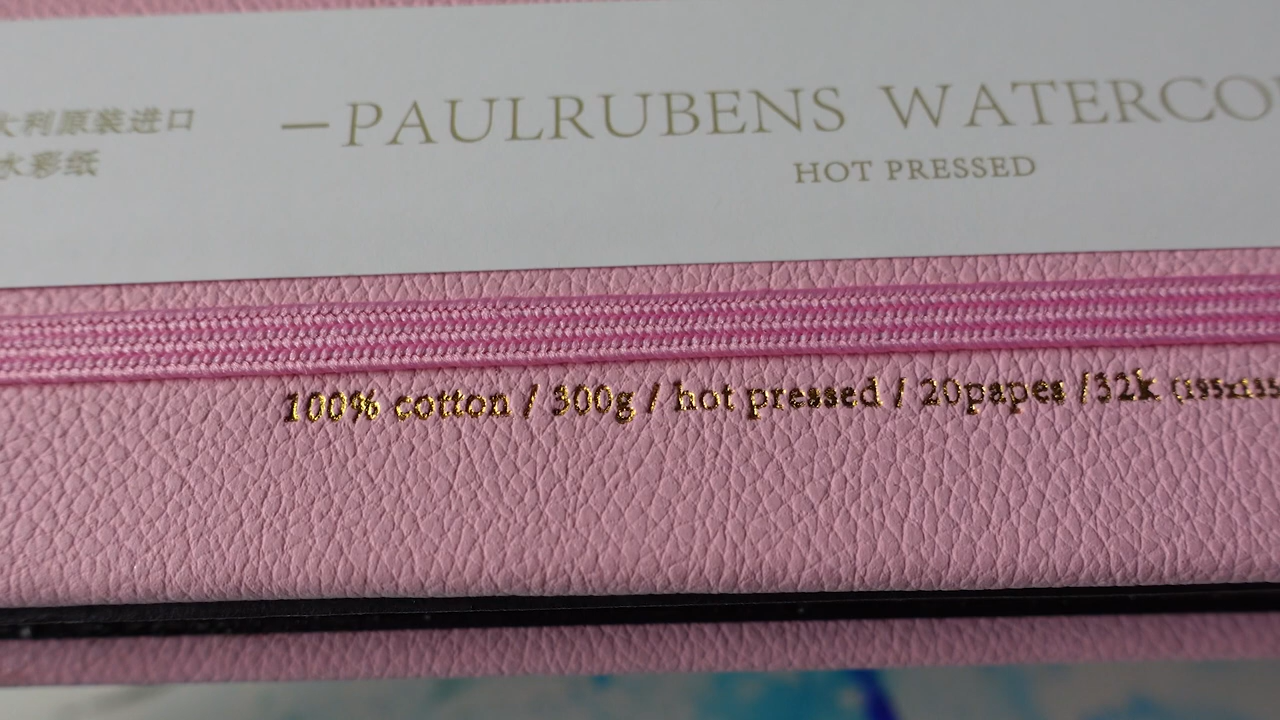 大利原装进口
水彩纸
—PAULRUBENS WATERCO
HOT PRESSED
100% cotton / 300g / hot pressed / 20papes /32k (195x135